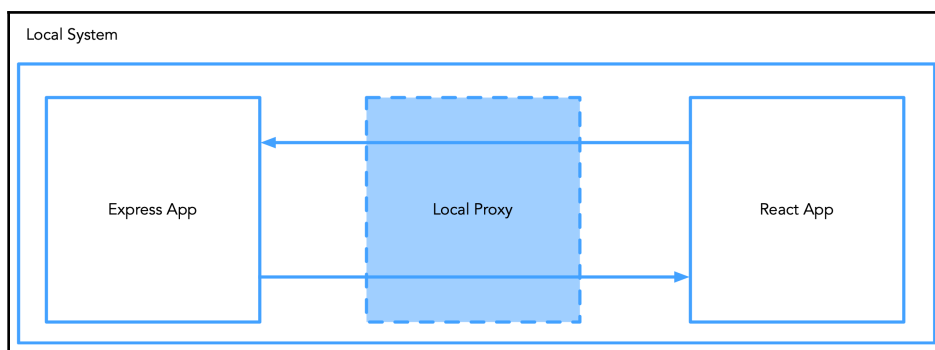 Local System
Express App
Local Proxy
React App